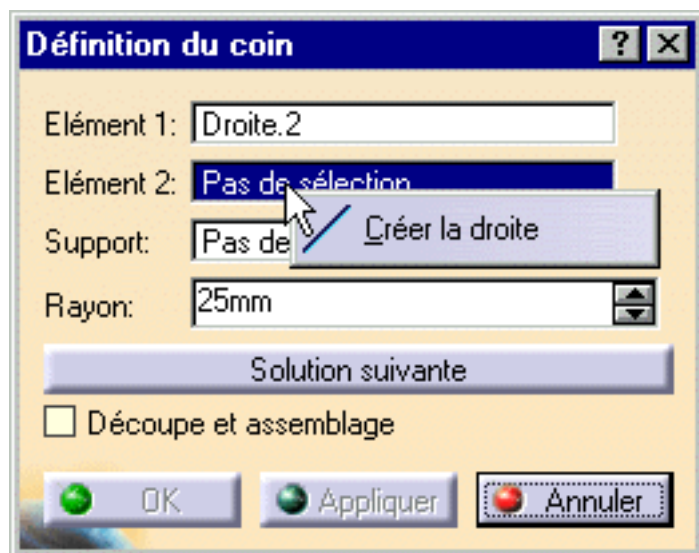 Définition du coin
Elément 1: Droite.2
Elément 2: Pas de sélection
Créer la droite
Support: Pas de
Rayon: 25mm
Solution suivante
Découpe et assemblage
OK Appliquer Annuler